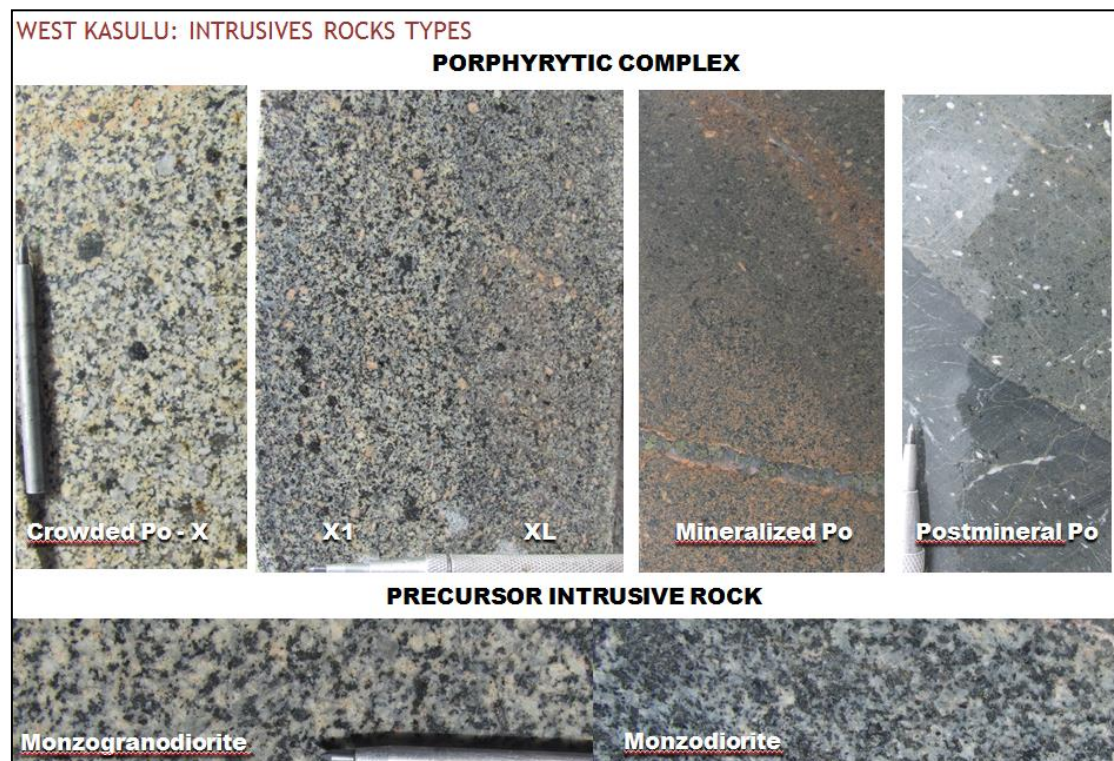 WEST KASULU: INTRUSIVES ROCKS TYPES
PORPHYRYTIC COMPLEX
Crowded Po - X
X1
XL
Mineralized Po
Postmineral Po
PRECURSOR INTRUSIVE ROCK
Monzogranodiorite
Monzodiorite